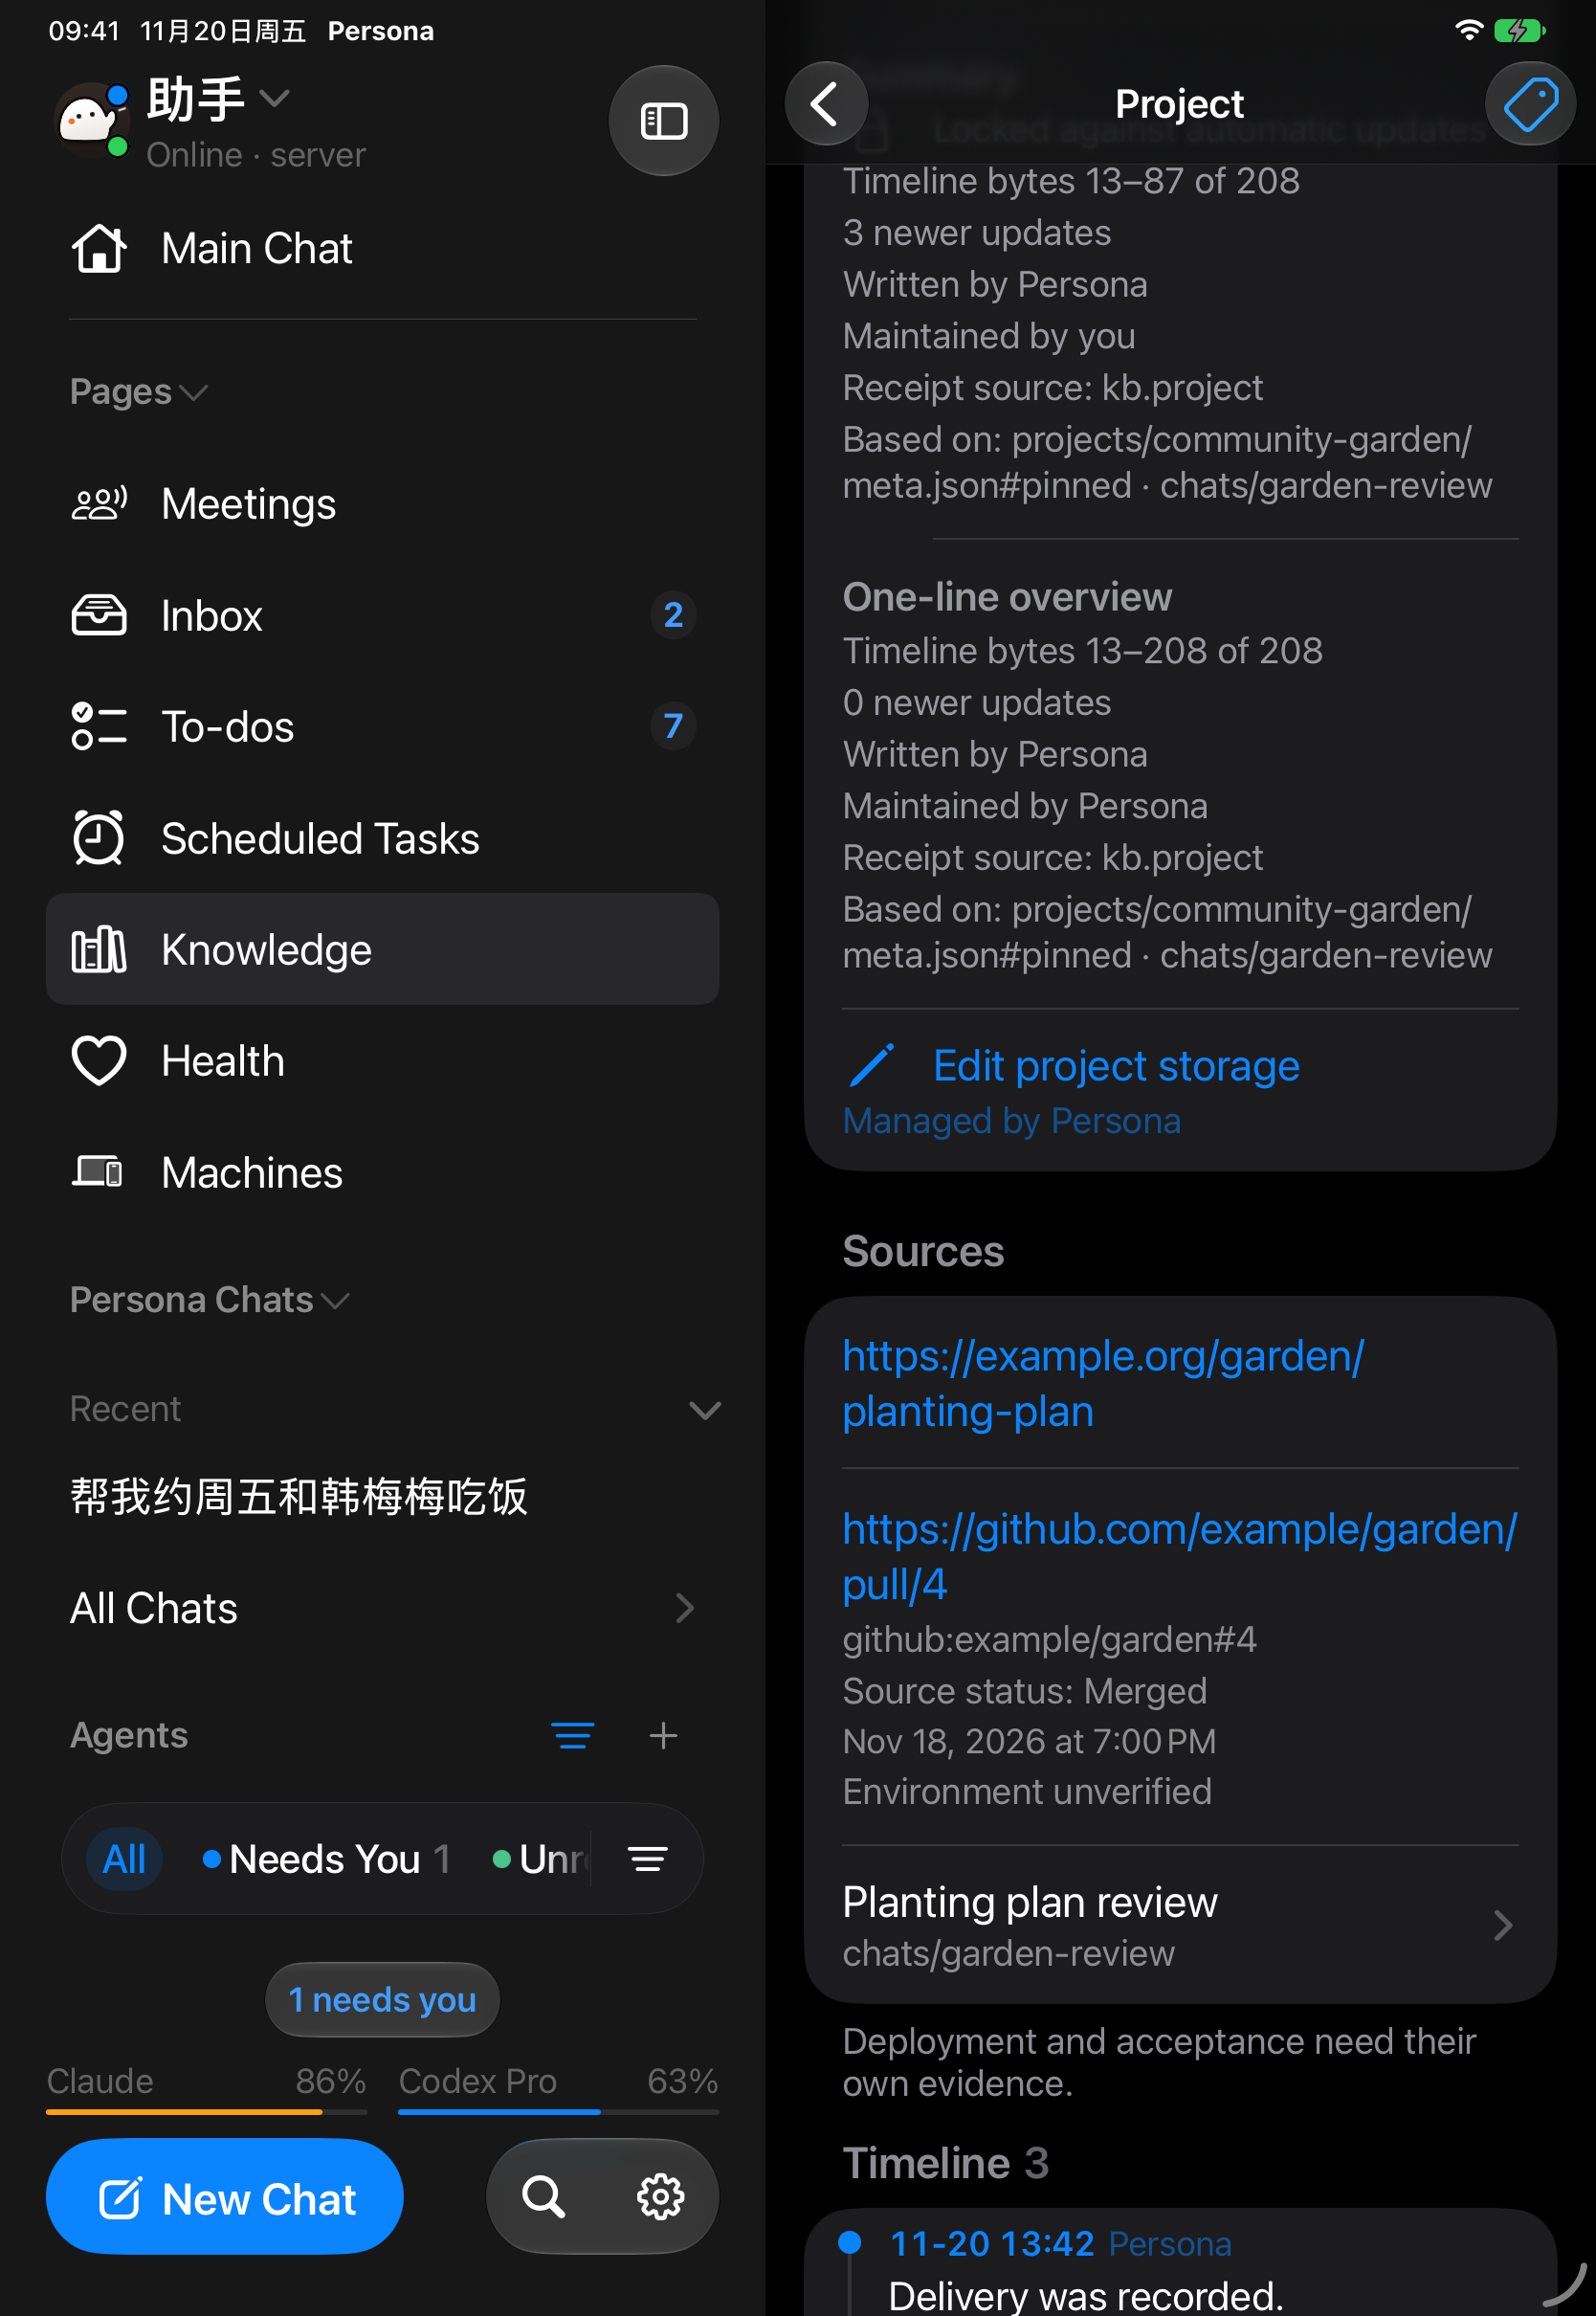 09:41 11月20日周五 Persona
助手
Online · server
Main Chat
Pages
Meetings
Inbox 2
To-dos 7
Scheduled Tasks
Knowledge
Health
Machines
Persona Chats
Recent
帮我约周五和韩梅梅吃饭
All Chats
Agents
All Needs You 1
1 needs you
Claude 86% Codex Pro 63%
New Chat
Project
Summary
Locked against automatic updates
Timeline bytes 13–87 of 208
3 newer updates
Written by Persona
Maintained by you
Receipt source: kb.project
Based on: projects/community-garden/
meta.json#pinned · chats/garden-review
One-line overview
Timeline bytes 13–208 of 208
0 newer updates
Written by Persona
Maintained by Persona
Receipt source: kb.project
Based on: projects/community-garden/
meta.json#pinned · chats/garden-review
Edit project storage
Managed by Persona
Sources
https://example.org/garden/
planting-plan
https://github.com/example/garden/
pull/4
github:example/garden#4
Source status: Merged
Nov 18, 2026 at 7:00 PM
Environment unverified
Planting plan review
chats/garden-review
Deployment and acceptance need their
own evidence.
Timeline 3
11-20 13:42 Persona
Delivery was recorded.